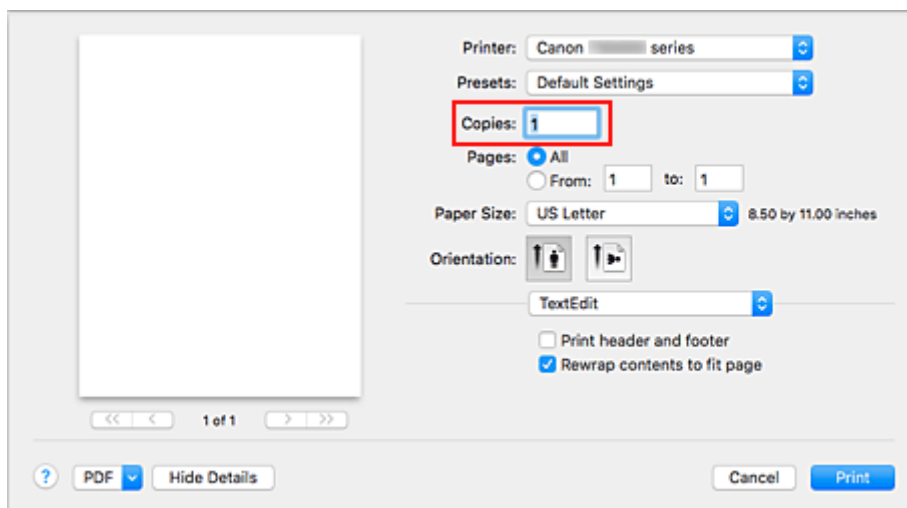 Printer: Canon series
Presets: Default Settings
Copies: 1
Pages: All
From: 1 to: 1
Paper Size: US Letter 8.50 by 11.00 inches
Orientation:
TextEdit
Print header and footer
Rewrap contents to fit page
<< < 1 of 1 > >>
? PDF Hide Details Cancel Print